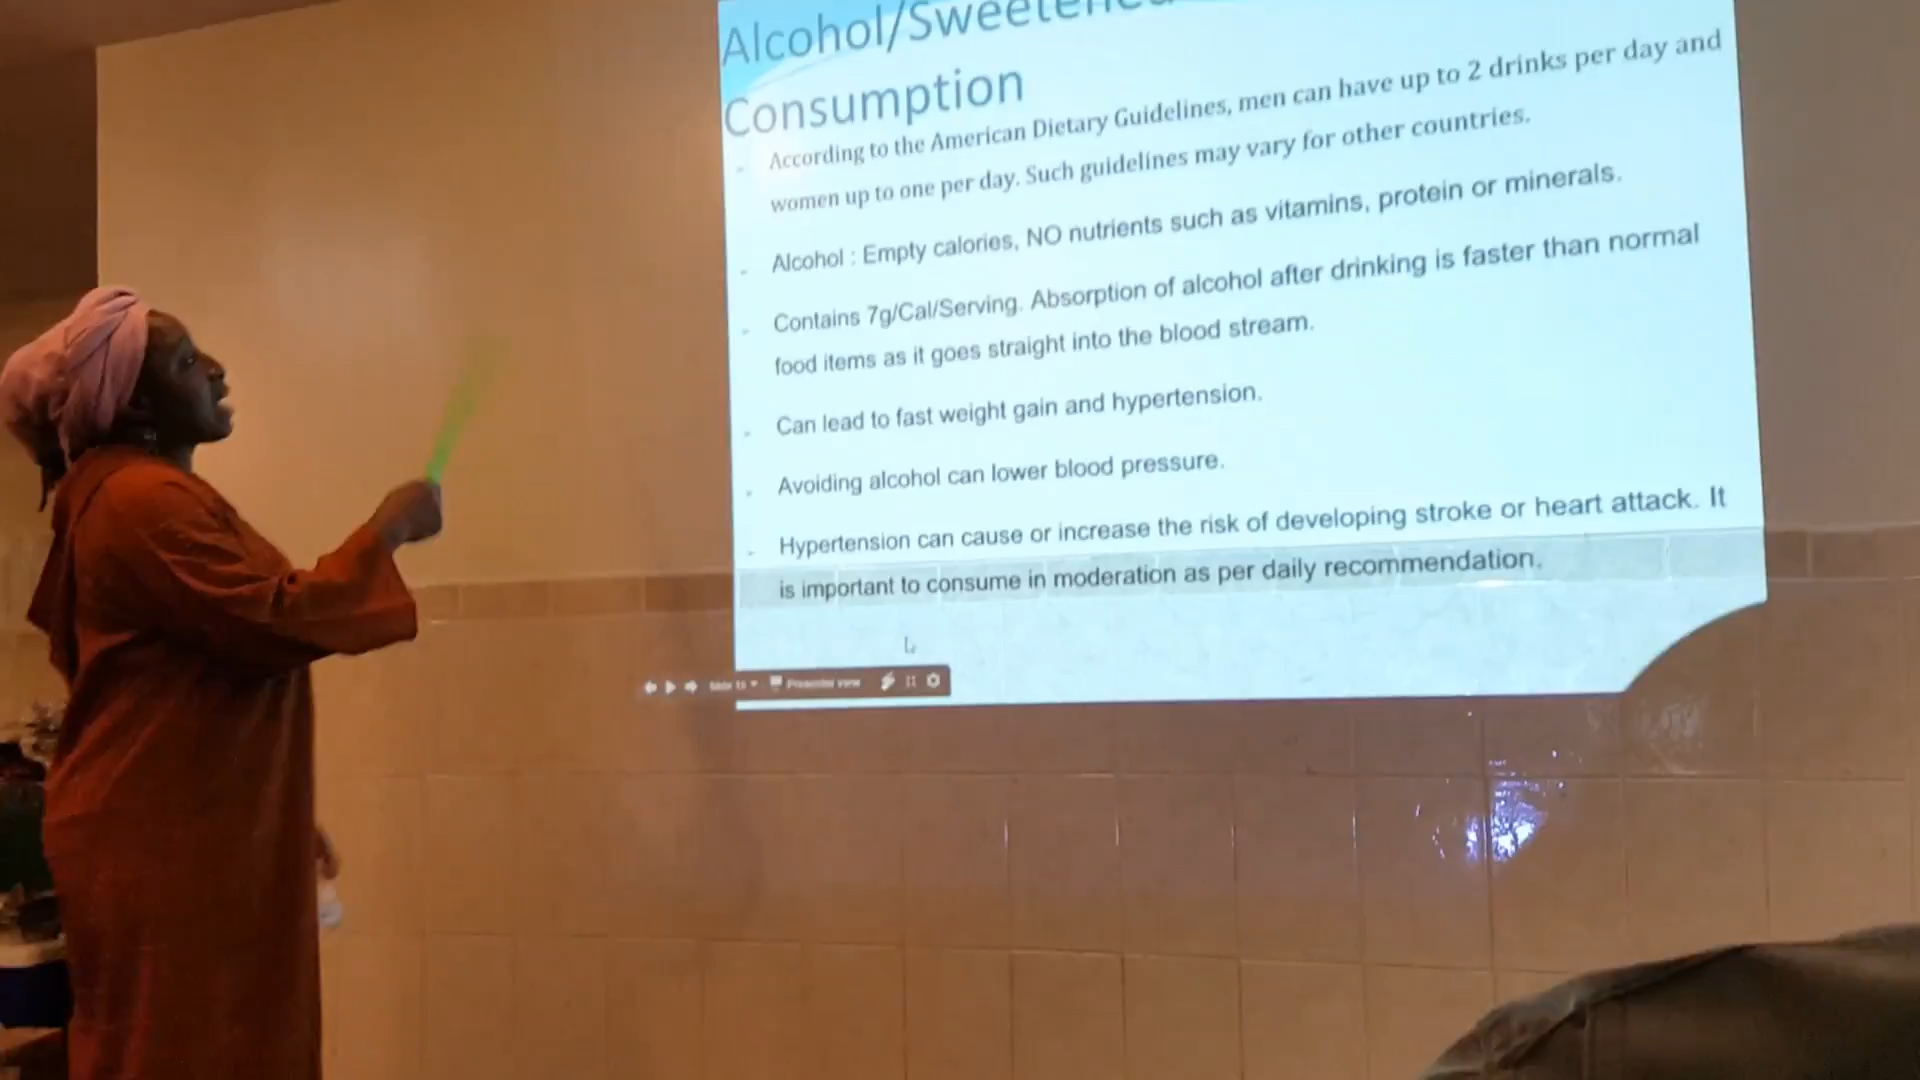 Alcohol/Sweetened
Consumption
According to the American Dietary Guidelines, men can have up to 2 drinks per day and
women up to one per day. Such guidelines may vary for other countries.
Alcohol : Empty calories, NO nutrients such as vitamins, protein or minerals.
Contains 7g/Cal/Serving. Absorption of alcohol after drinking is faster than normal
food items as it goes straight into the blood stream.
Can lead to fast weight gain and hypertension.
Avoiding alcohol can lower blood pressure.
Hypertension can cause or increase the risk of developing stroke or heart attack. It
is important to consume in moderation as per daily recommendation.
Slide Presenter view